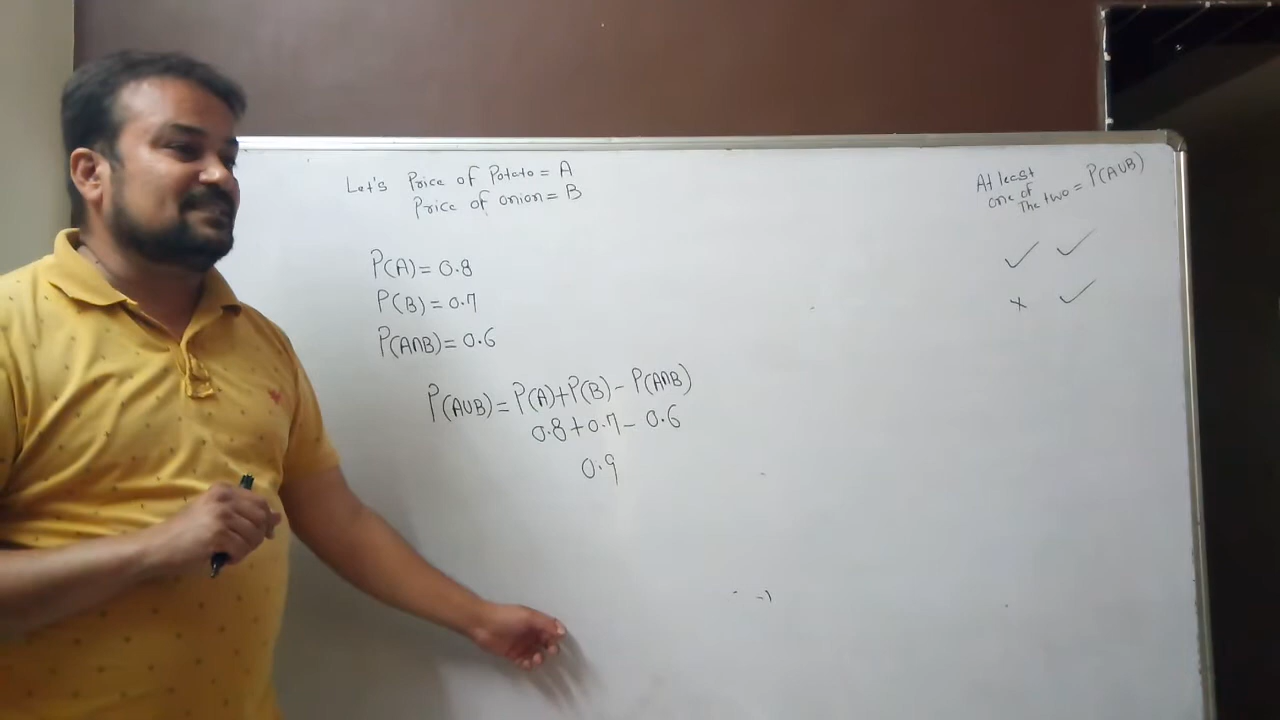 Let's Price of Potato = A
Price of onion = B
P(A) = 0.8
P(B) = 0.7
P(A∩B) = 0.6
P(A∪B) = P(A)+P(B) - P(A∩B)
0.8+0.7 - 0.6
0.9
At least
one of
The two = P(A∪B)